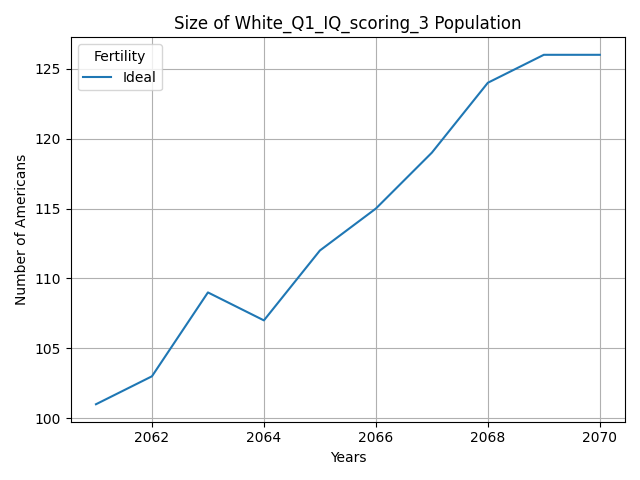 Size of White_Q1_IQ_scoring_3 Population
Fertility
Ideal
Number of Americans
125
120
115
110
105
100
2062 2064 2066 2068 2070
Years